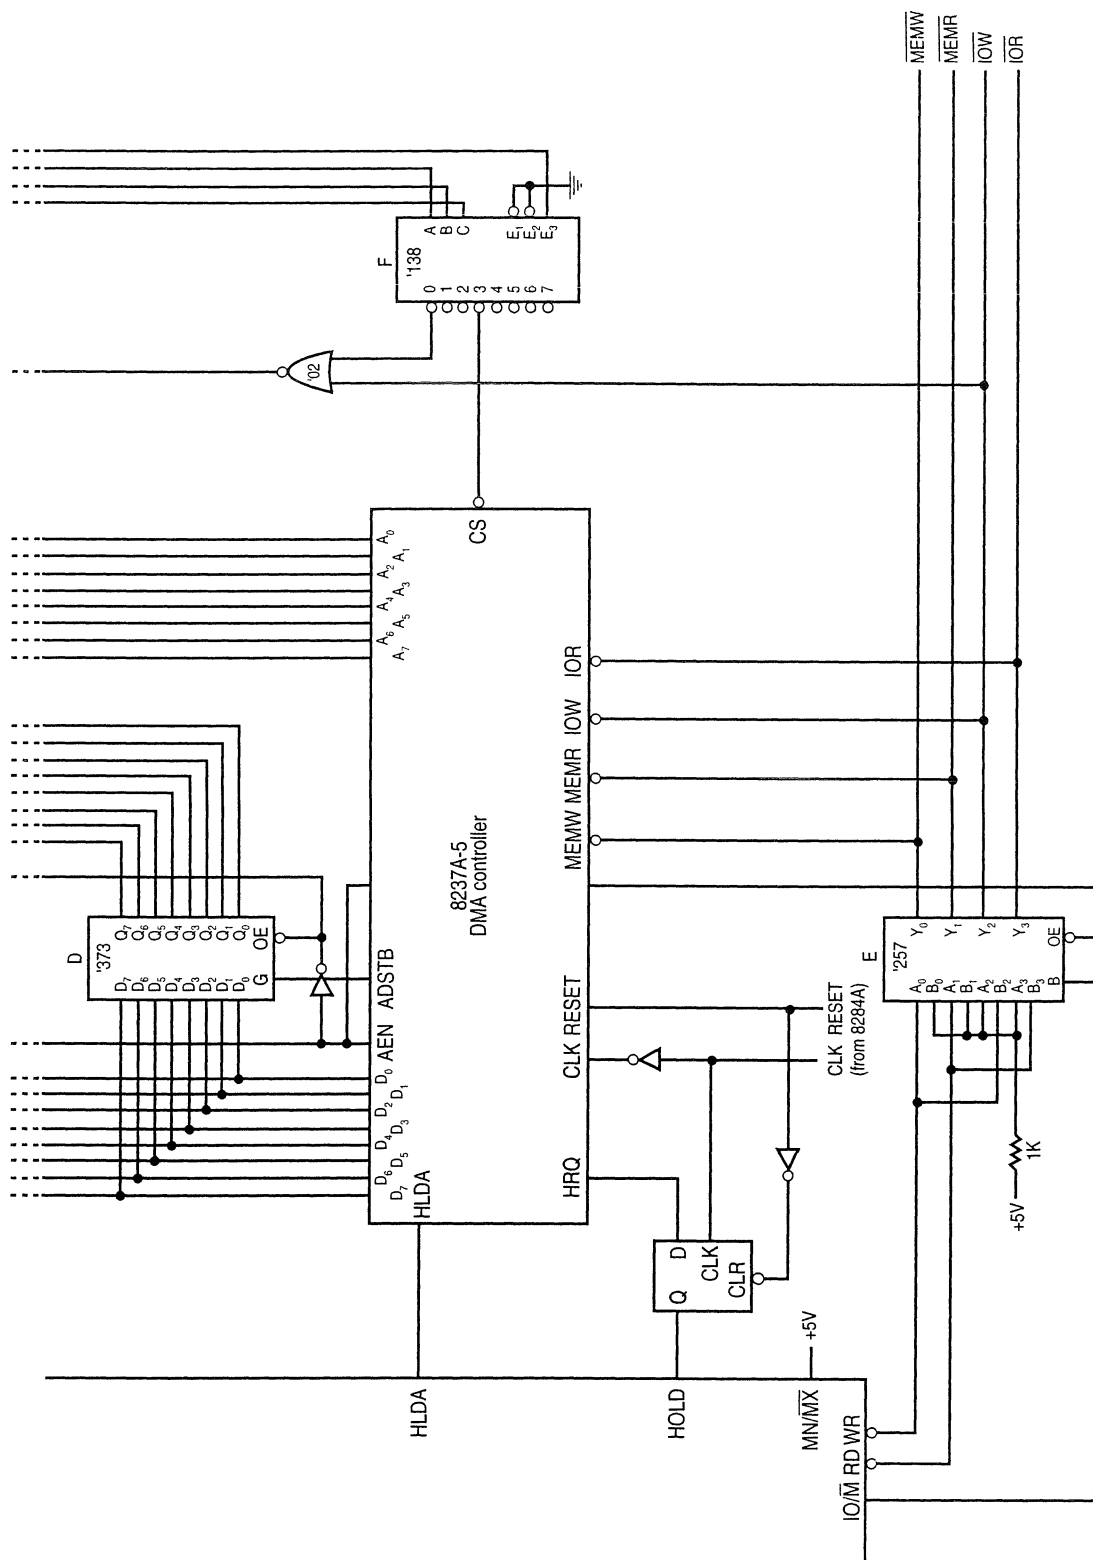 MEMW
MEMR
IOW
IOR
F
'138
A
B
C
E1
E2
E3
0
1
2
3
4
5
6
7
'02
CS
A0
A1
A2
A3
A4
A5
A6
A7
8237A-5
DMA controller
IOR
IOW
MEMR
MEMW
D
'373
Q7
Q6
Q5
Q4
Q3
Q2
Q1
Q0
OE
D7
D6
D5
D4
D3
D2
D1
D0
G
AEN
ADSTB
D0
D1
D2
D3
D4
D5
D6
D7
HLDA
CLK
RESET
HRQ
CLK
RESET
(from 8284A)
E
'257
Y0
Y1
Y2
Y3
OE
A0
B0
A1
B1
A2
B2
A3
B3
B
1K
+5V
D
Q
CLK
CLR
+5V
HLDA
HOLD
MN/MX
WR
RD
IO/M